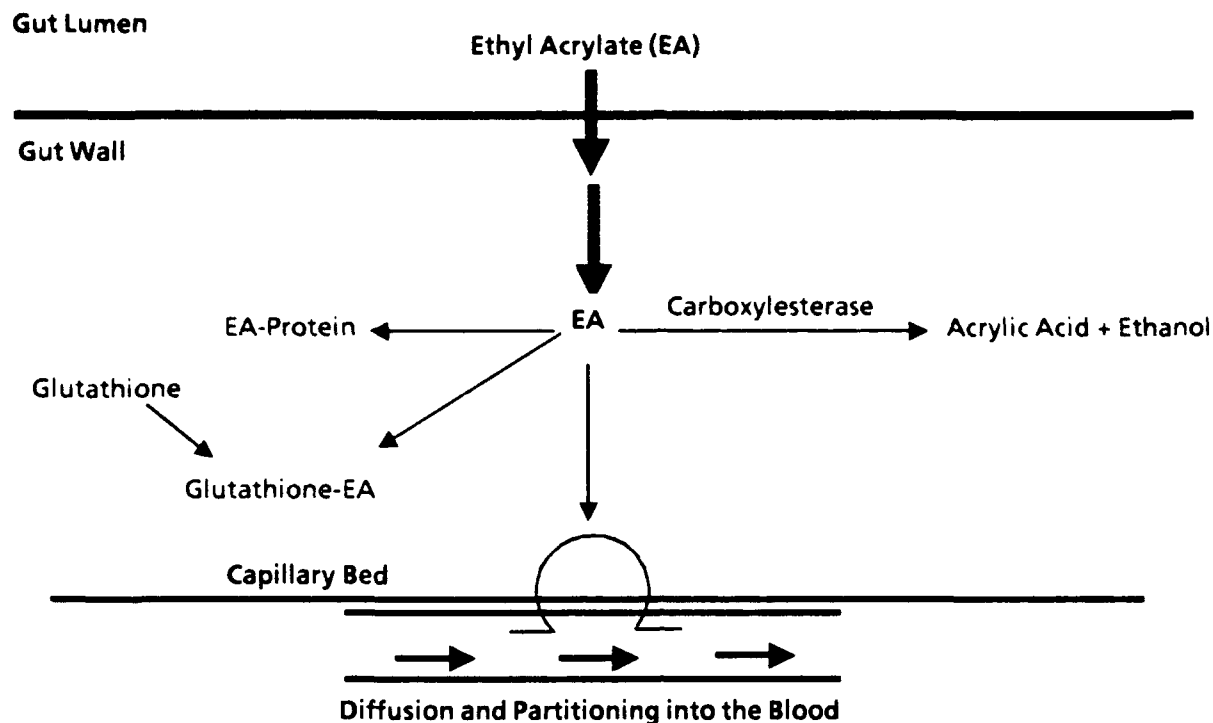 Gut Lumen
Ethyl Acrylate (EA)
Gut Wall
Carboxylesterase
EA-Protein
EA
Acrylic Acid + Ethanol
Glutathione
Glutathione-EA
Capillary Bed
Diffusion and Partitioning into the Blood